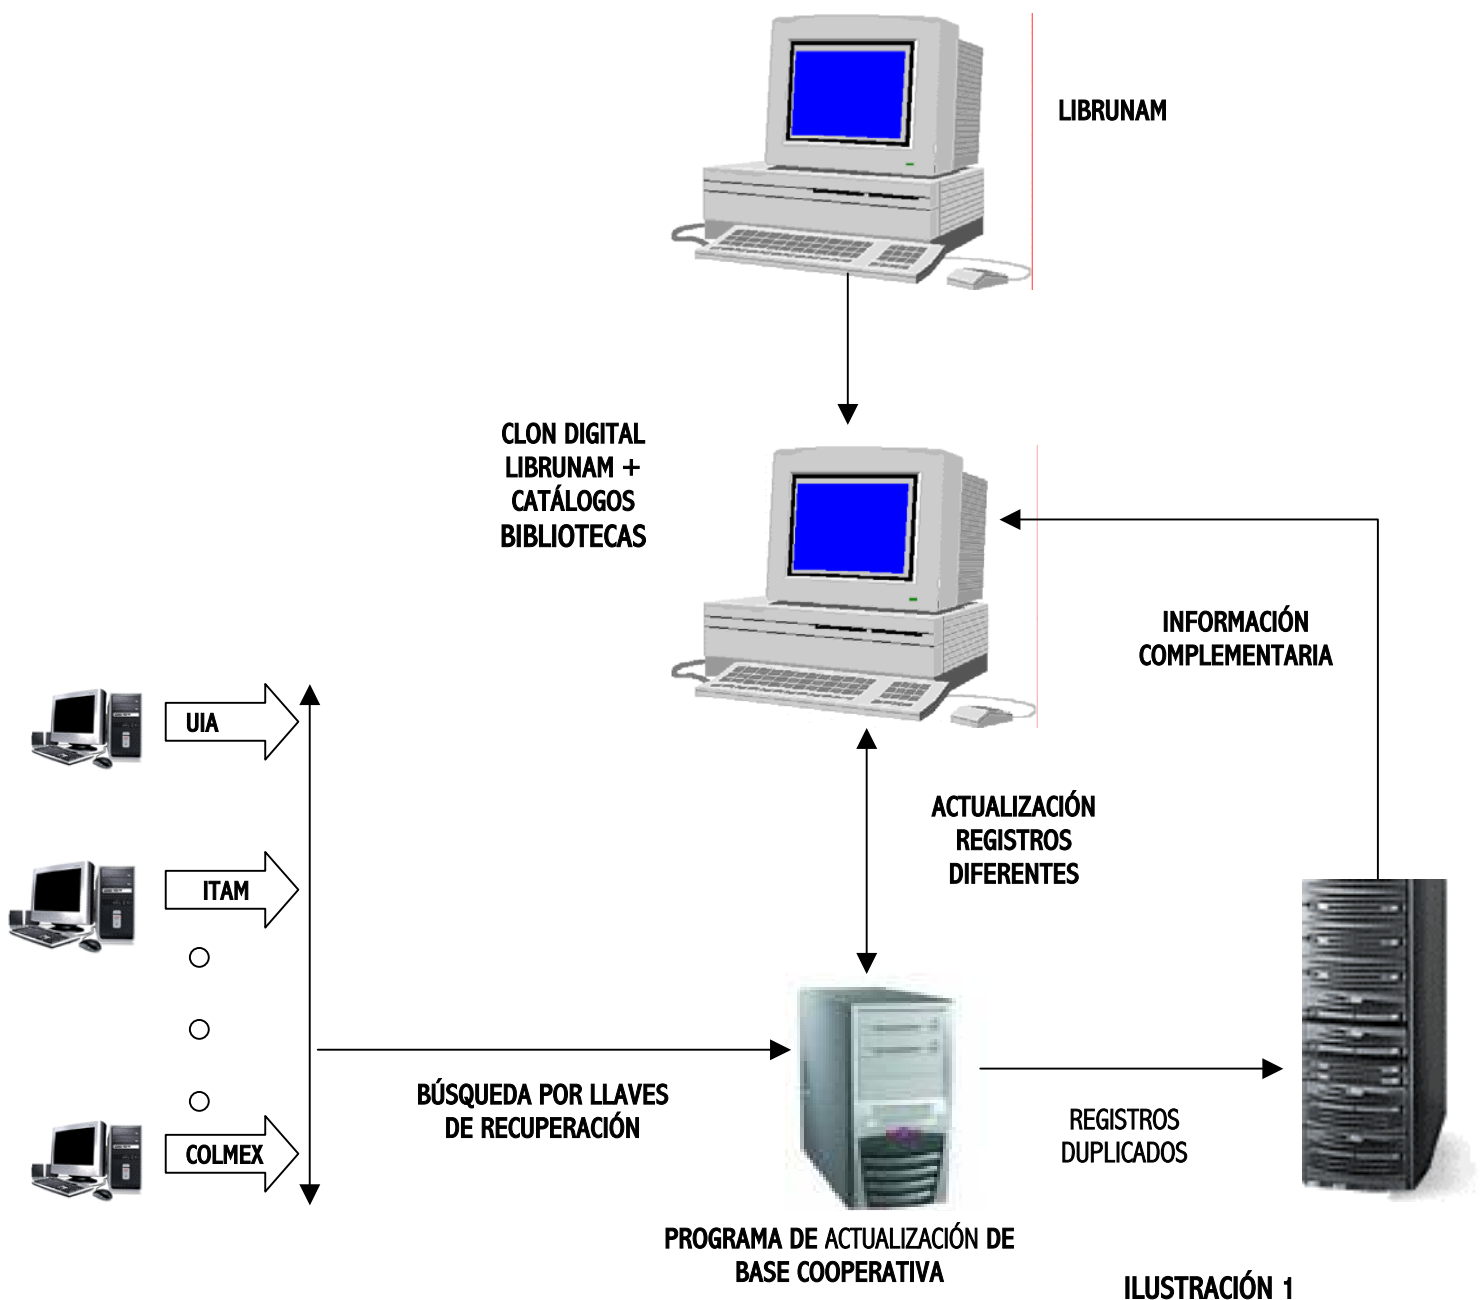 LIBRUNAM
CLON DIGITAL
LIBRUNAM +
CATÁLOGOS
BIBLIOTECAS
INFORMACIÓN
COMPLEMENTARIA
UIA
ACTUALIZACIÓN
REGISTROS
DIFERENTES
ITAM
BÚSQUEDA POR LLAVES
DE RECUPERACIÓN
REGISTROS
DUPLICADOS
COLMEX
PROGRAMA DE ACTUALIZACIÓN DE
BASE COOPERATIVA
ILUSTRACIÓN 1